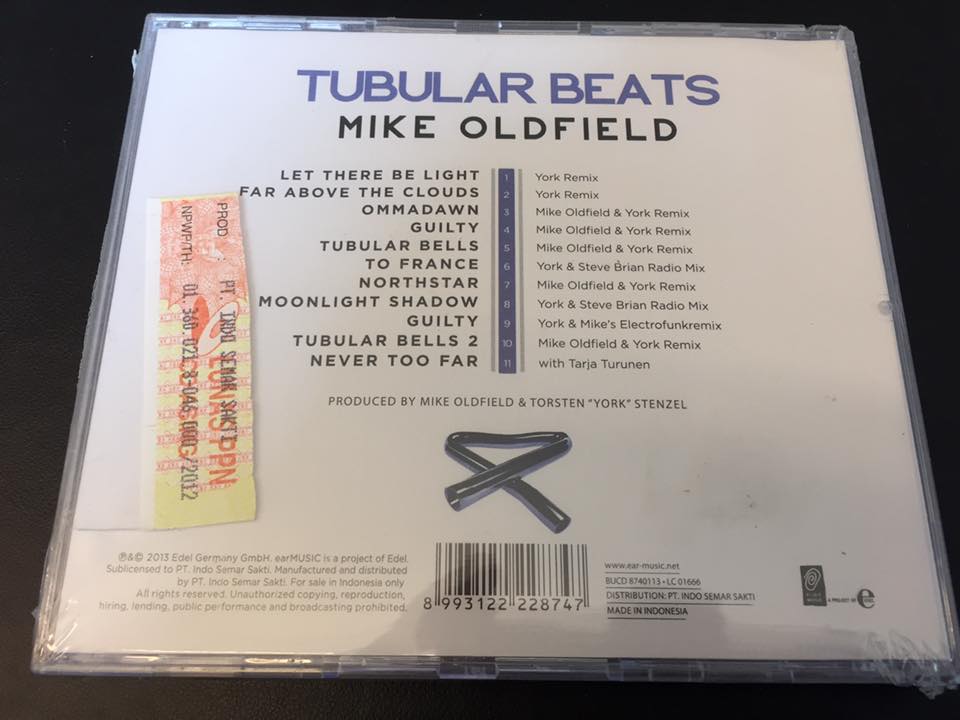 TUBULAR BEATS
MIKE OLDFIELD
LET THERE BE LIGHT 1 York Remix
FAR ABOVE THE CLOUDS 2 York Remix
OMMADAWN 3 Mike Oldfield & York Remix
GUILTY 4 Mike Oldfield & York Remix
TUBULAR BELLS 5 Mike Oldfield & York Remix
TO FRANCE 6 York & Steve Brian Radio Mix
NORTHSTAR 7 Mike Oldfield & York Remix
MOONLIGHT SHADOW 8 York & Steve Brian Radio Mix
GUILTY 9 York & Mike's Electrofunkremix
TUBULAR BELLS 2 10 Mike Oldfield & York Remix
NEVER TOO FAR 11 with Tarja Turunen
PRODUCED BY MIKE OLDFIELD & TORSTEN "YORK" STENZEL
PROD : PT. INDO SEMAR SAKTI
NPWP/TH: 01.360.021.8-046.000/2012
LUNAS PPN
℗&© 2013 Edel Germany GmbH. earMUSIC is a project of Edel.
Sublicensed to PT. Indo Semar Sakti. Manufactured and distributed
by PT. Indo Semar Sakti. For sale in Indonesia only
All rights reserved. Unauthorized copying, reproduction,
hiring, lending, public performance and broadcasting prohibited.
8 993122 228747
www.ear-music.net
BUCD 8740113 • LC 01666
DISTRIBUTION: PT. INDO SEMAR SAKTI
MADE IN INDONESIA
A PROJECT OF e EDEL